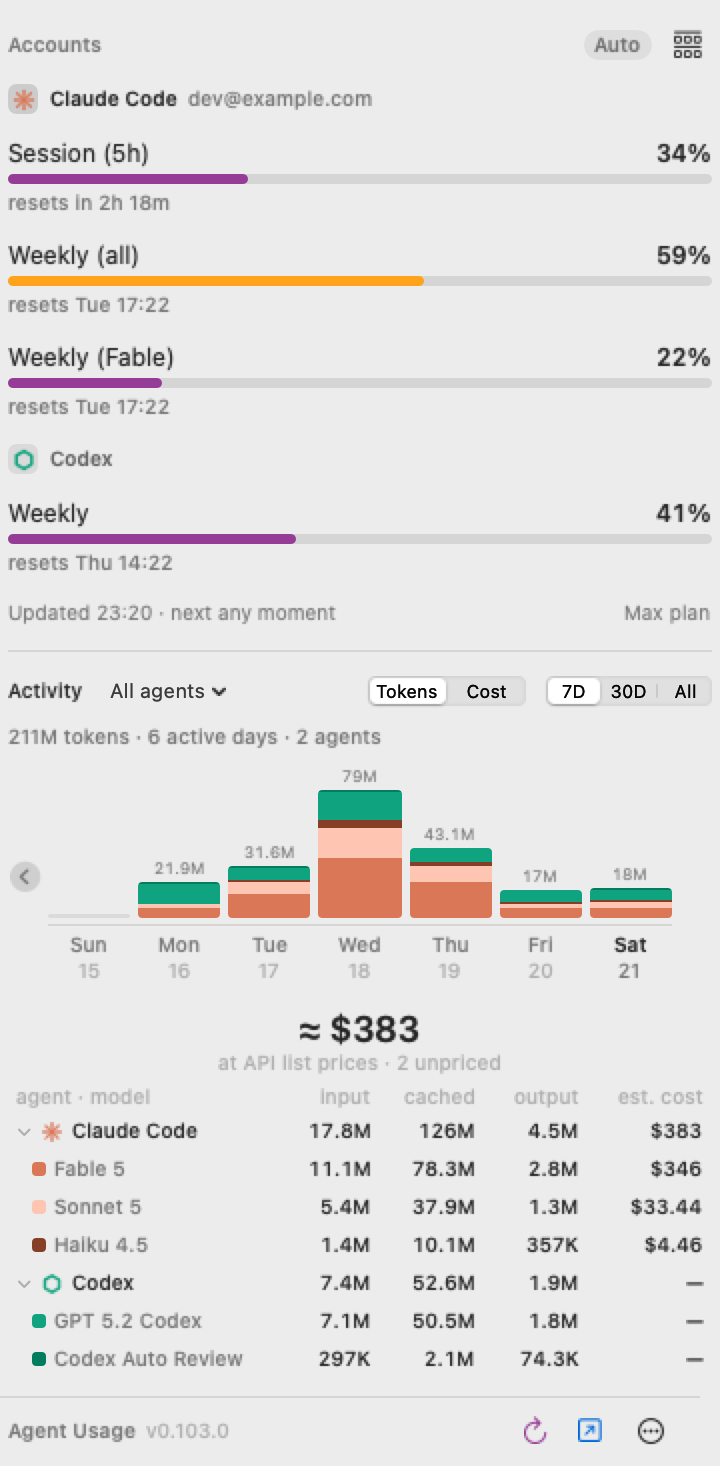 Accounts Auto
Claude Code dev@example.com
Session (5h) 34%
resets in 2h 18m
Weekly (all) 59%
resets Tue 17:22
Weekly (Fable) 22%
resets Tue 17:22
Codex
Weekly 41%
resets Thu 14:22
Updated 23:20 · next any moment Max plan
Activity All agents Tokens Cost 7D 30D All
211M tokens · 6 active days · 2 agents
21.9M 31.6M 79M 43.1M 17M 18M
Sun Mon Tue Wed Thu Fri Sat
15 16 17 18 19 20 21
≈ $383
at API list prices · 2 unpriced
agent · model input cached output est. cost
Claude Code 17.8M 126M 4.5M $383
Fable 5 11.1M 78.3M 2.8M $346
Sonnet 5 5.4M 37.9M 1.3M $33.44
Haiku 4.5 1.4M 10.1M 357K $4.46
Codex 7.4M 52.6M 1.9M —
GPT 5.2 Codex 7.1M 50.5M 1.8M —
Codex Auto Review 297K 2.1M 74.3K —
Agent Usage v0.103.0